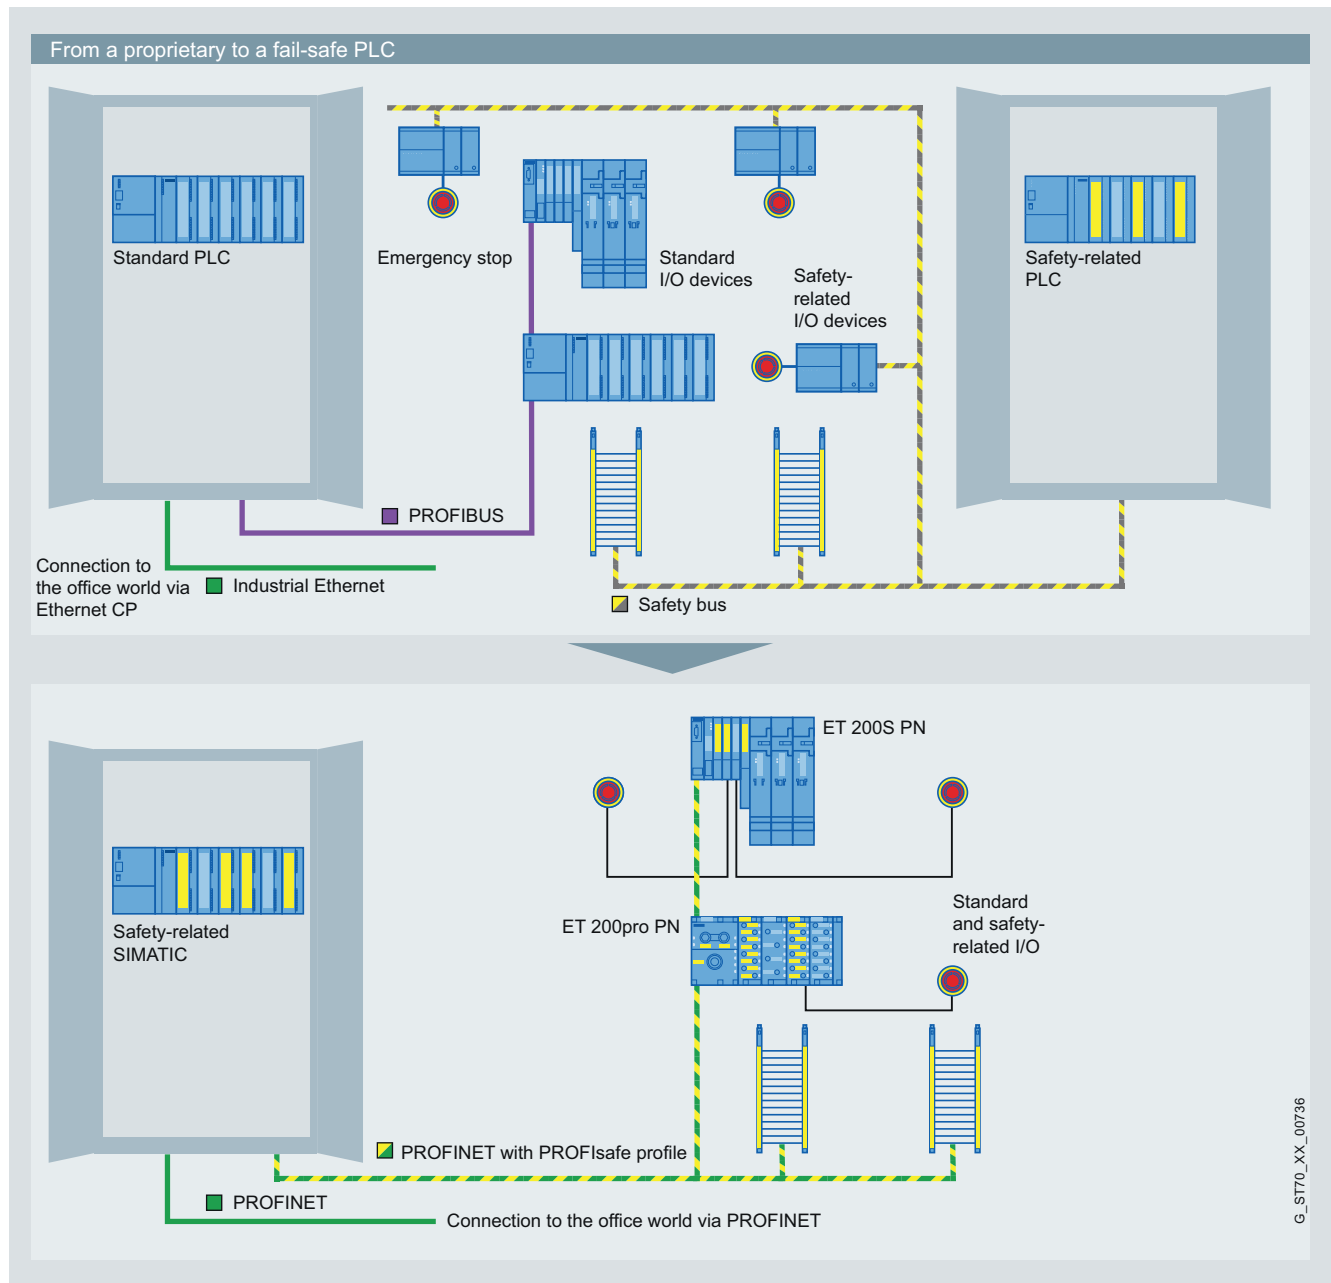 From a proprietary to a fail-safe PLC
Standard PLC
Emergency stop
Standard
I/O devices
Safety-
related
I/O devices
Safety-related
PLC
PROFIBUS
Connection to
the office world via
Ethernet CP
Industrial Ethernet
Safety bus
ET 200S PN
ET 200pro PN
Standard
and safety-
related I/O
Safety-related
SIMATIC
PROFINET with PROFIsafe profile
PROFINET
Connection to the office world via PROFINET
G_ST70_XX_00736